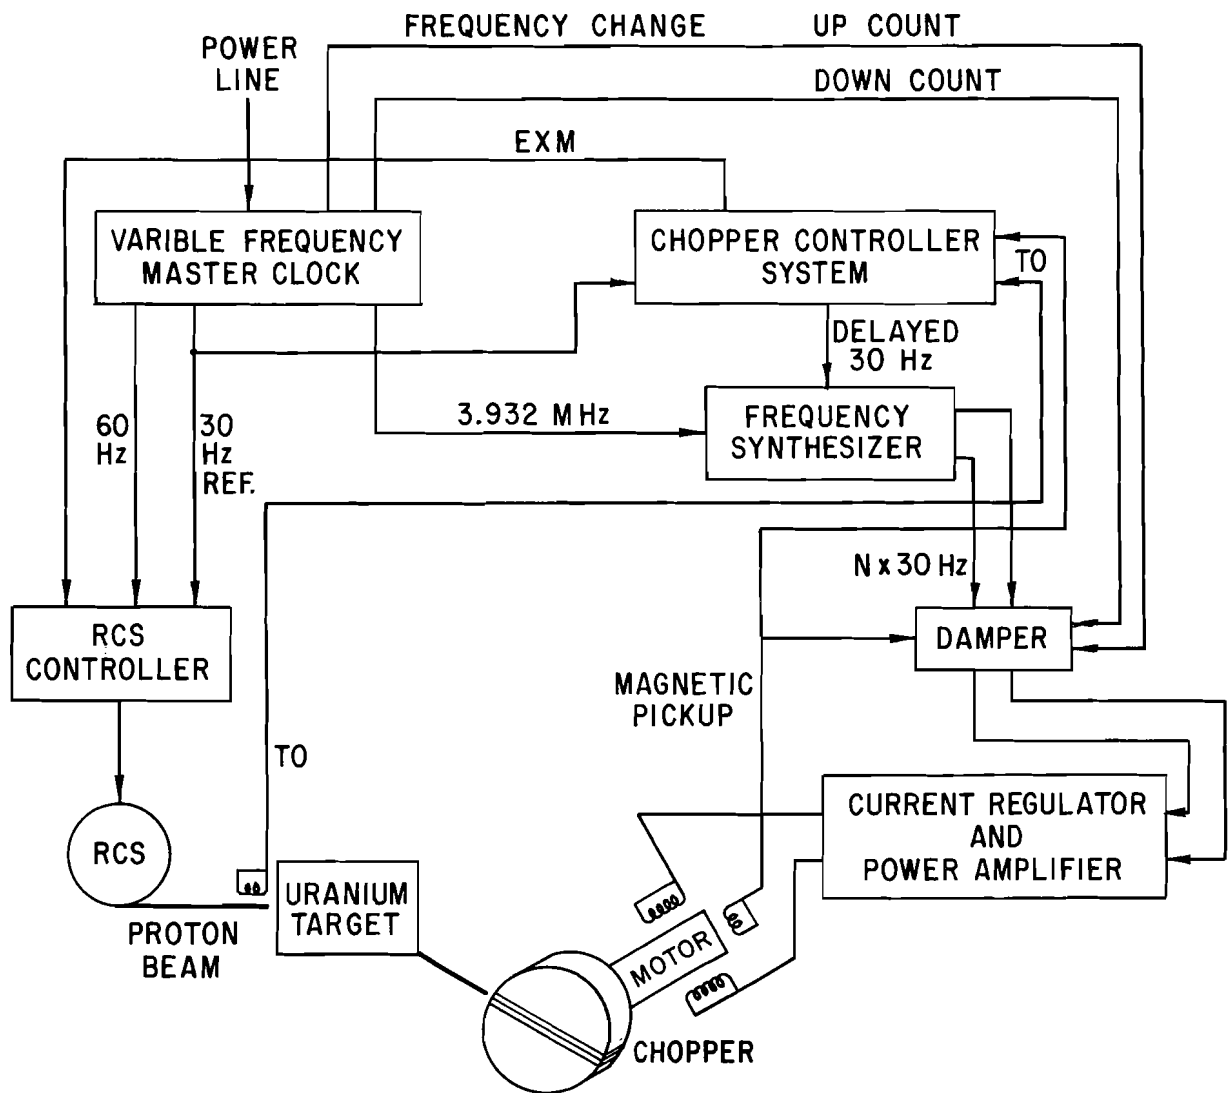 FREQUENCY CHANGE UP COUNT
POWER
LINE
DOWN COUNT
EXM
VARIBLE FREQUENCY
MASTER CLOCK
CHOPPER CONTROLLER
SYSTEM
TO
DELAYED
30 Hz
60
Hz
30
Hz
REF.
3.932 MHz
FREQUENCY
SYNTHESIZER
N x 30 Hz
RCS
CONTROLLER
DAMPER
MAGNETIC
PICKUP
TO
CURRENT REGULATOR
AND
POWER AMPLIFIER
RCS
URANIUM
TARGET
PROTON
BEAM
MOTOR
CHOPPER